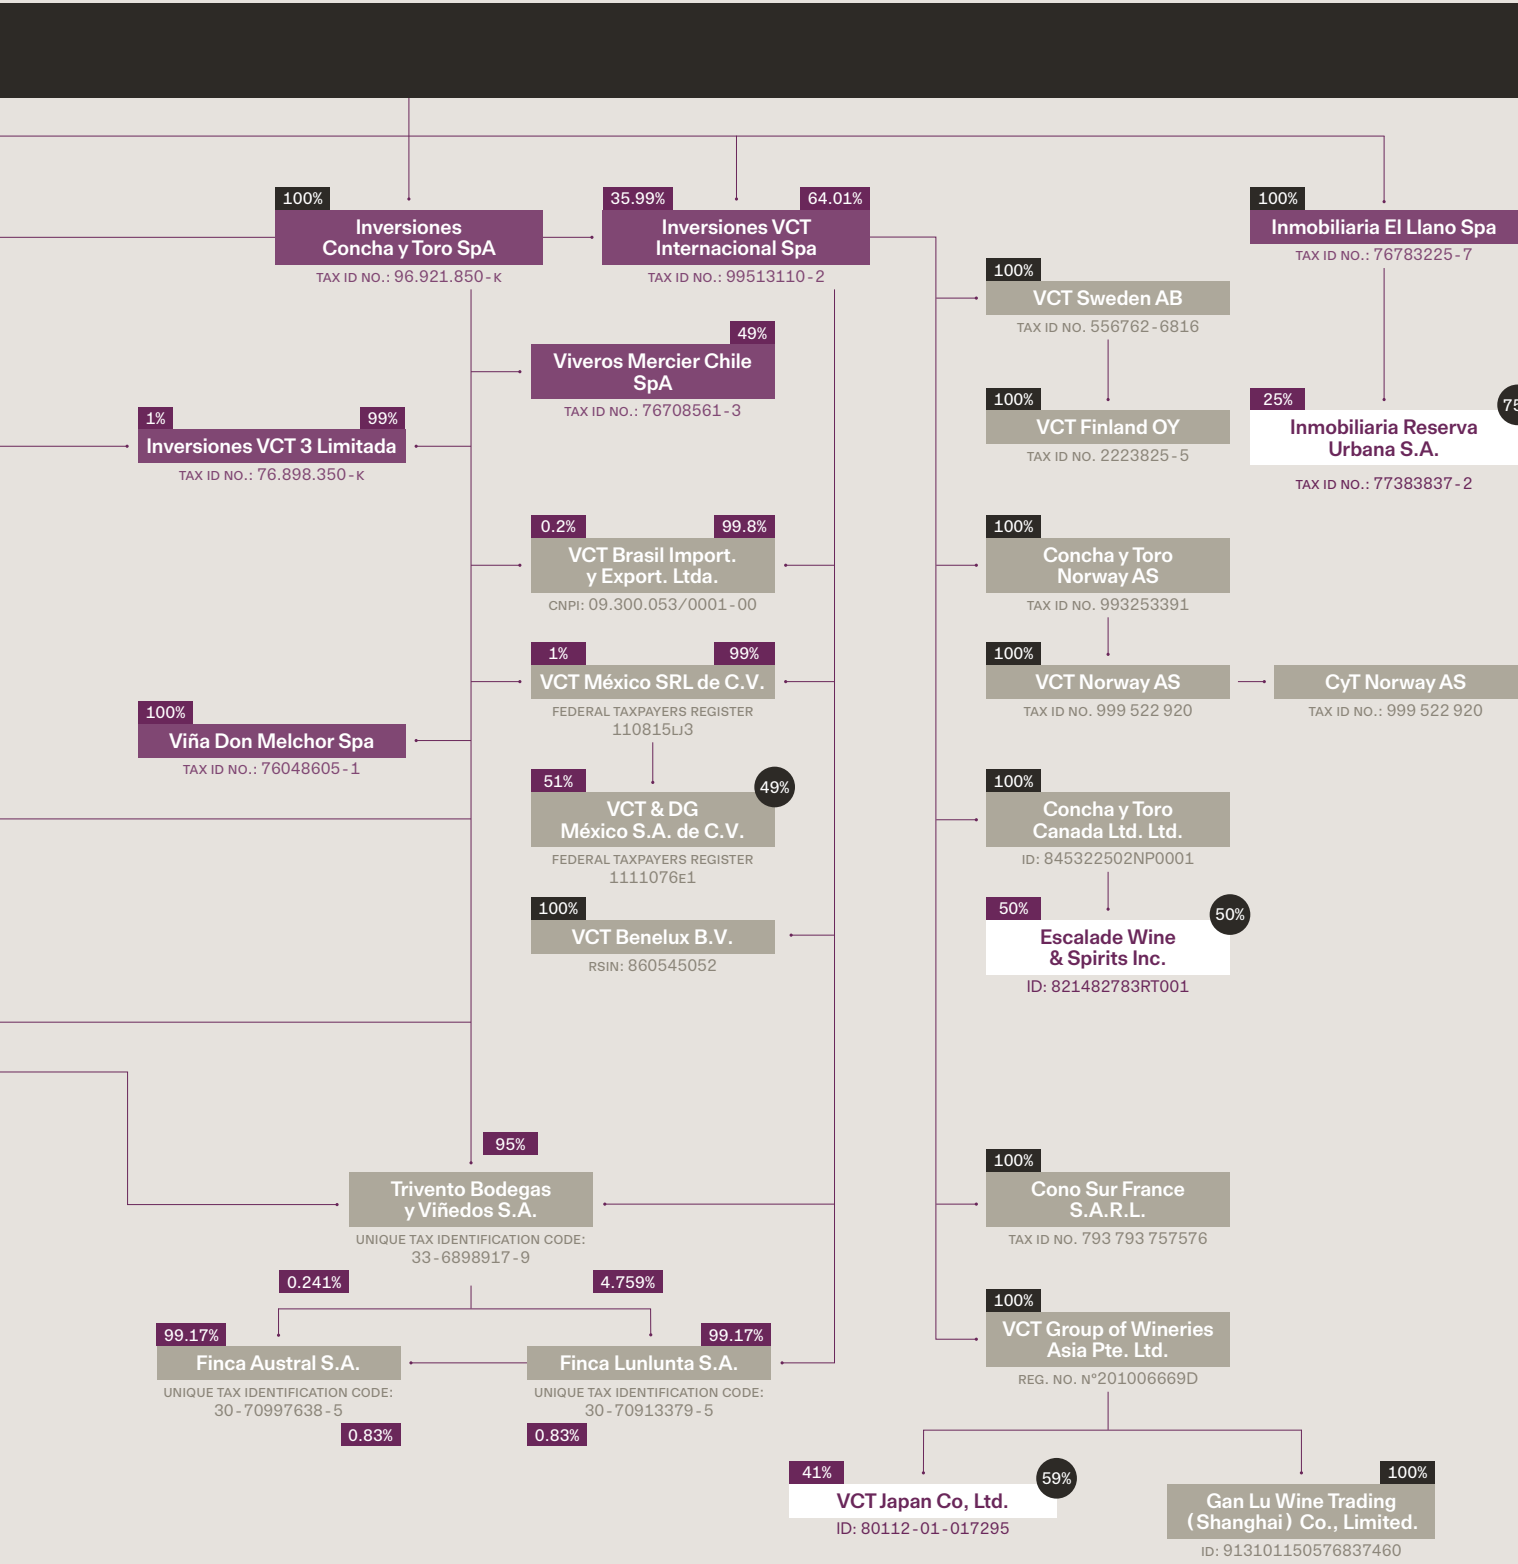 100%
Inversiones
Concha y Toro SpA
TAX ID NO.: 96.921.850-K
35.99%
64.01%
Inversiones VCT
Internacional Spa
TAX ID NO.: 99513110-2
100%
Inmobiliaria El Llano Spa
TAX ID NO.: 76783225-7
100%
VCT Sweden AB
TAX ID NO. 556762-6816
49%
Viveros Mercier Chile
SpA
TAX ID NO.: 76708561-3
1%
99%
Inversiones VCT 3 Limitada
TAX ID NO.: 76.898.350-K
100%
VCT Finland OY
TAX ID NO. 2223825-5
25%
Inmobiliaria Reserva
Urbana S.A.
TAX ID NO.: 77383837-2
0.2%
99.8%
VCT Brasil Import.
y Export. Ltda.
CNPI: 09.300.053/0001-00
100%
Concha y Toro
Norway AS
TAX ID NO. 993253391
1%
99%
VCT México SRL de C.V.
FEDERAL TAXPAYERS REGISTER
110815LJ3
100%
VCT Norway AS
TAX ID NO. 999 522 920
CyT Norway AS
TAX ID NO.: 999 522 920
100%
Viña Don Melchor Spa
TAX ID NO.: 76048605-1
51%
49%
VCT & DG
México S.A. de C.V.
FEDERAL TAXPAYERS REGISTER
1111076E1
100%
Concha y Toro
Canada Ltd. Ltd.
ID: 845322502NP0001
100%
VCT Benelux B.V.
RSIN: 860545052
50%
50%
Escalade Wine
& Spirits Inc.
ID: 821482783RT001
95%
Trivento Bodegas
y Viñedos S.A.
UNIQUE TAX IDENTIFICATION CODE:
33-6898917-9
100%
Cono Sur France
S.A.R.L.
TAX ID NO. 793 793 757576
0.241%
4.759%
99.17%
Finca Austral S.A.
UNIQUE TAX IDENTIFICATION CODE:
30-70997638-5
0.83%
99.17%
Finca Lunlunta S.A.
UNIQUE TAX IDENTIFICATION CODE:
30-70913379-5
0.83%
100%
VCT Group of Wineries
Asia Pte. Ltd.
REG. NO. N°201006669D
41%
59%
VCT Japan Co, Ltd.
ID: 80112-01-017295
100%
Gan Lu Wine Trading
(Shanghai) Co., Limited.
ID: 913101150576837460